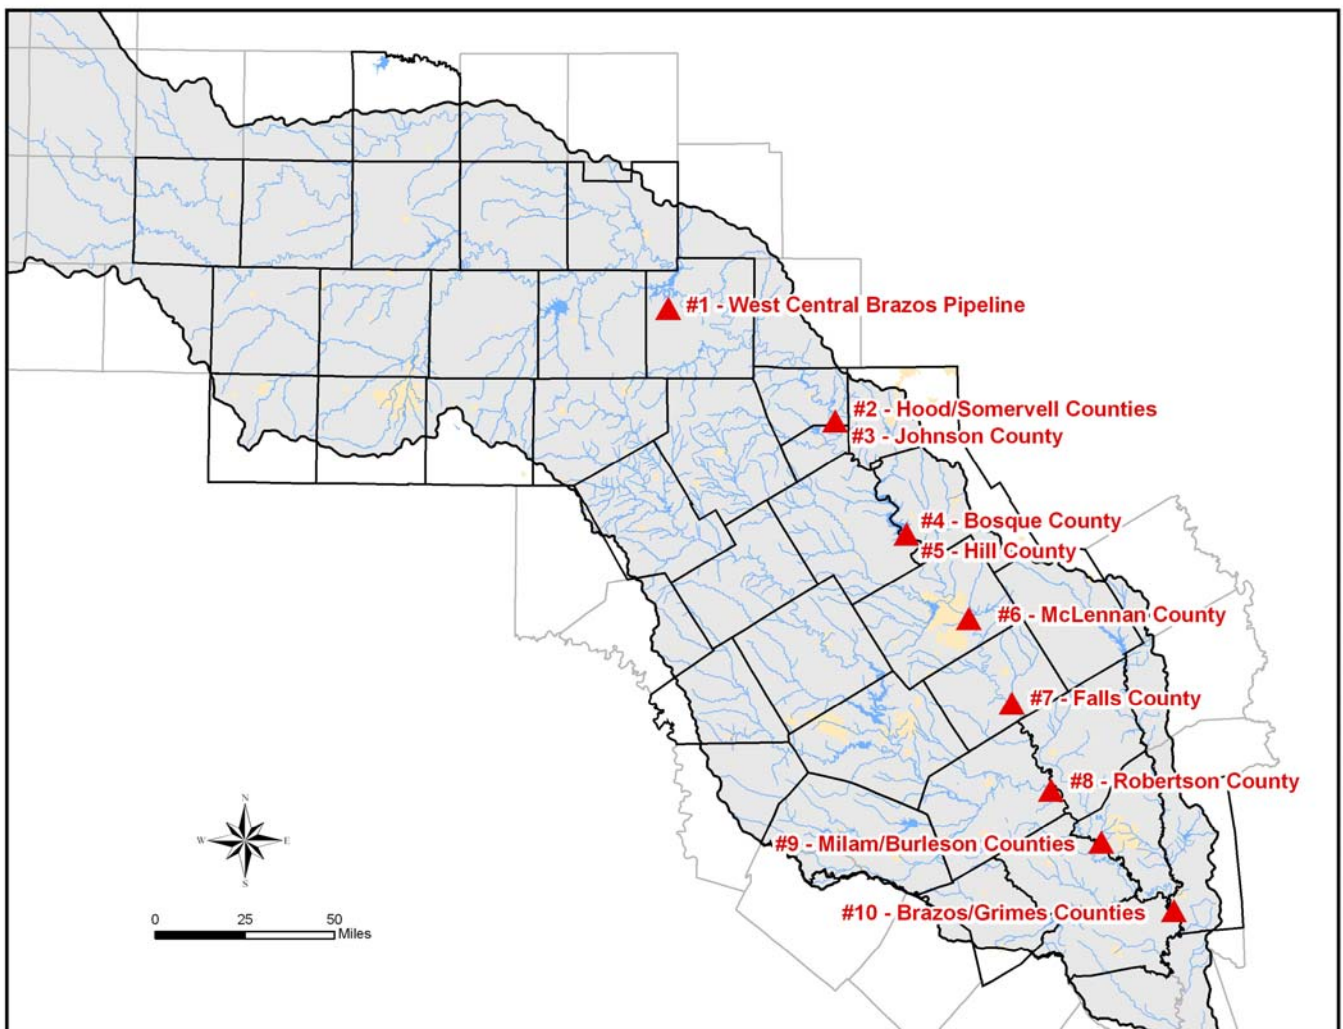 #1 - West Central Brazos Pipeline
#2 - Hood/Somervell Counties
#3 - Johnson County
#4 - Bosque County
#5 - Hill County
#6 - McLennan County
#7 - Falls County
#8 - Robertson County
#9 - Milam/Burleson Counties
#10 - Brazos/Grimes Counties
N
W E
S
0 25 50
Miles